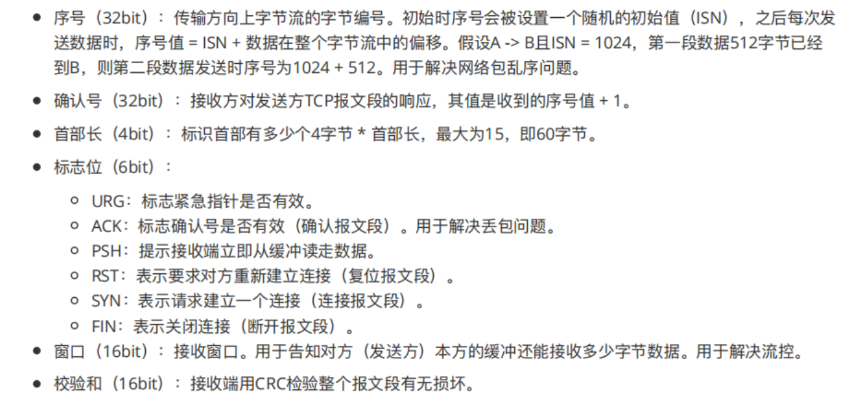 序号（32bit）：传输方向上字节流的字节编号。初始时序号会被设置一个随机的初始值（ISN），之后每次发
送数据时，序号值 = ISN + 数据在整个字节流中的偏移。假设A -> B且ISN = 1024，第一段数据512字节已经
到B，则第二段数据发送时序号为1024 + 512。用于解决网络包乱序问题。
确认号（32bit）：接收方对发送方TCP报文段的响应，其值是收到的序号值 + 1。
首部长（4bit）：标识首部有多少个4字节 * 首部长，最大为15，即60字节。
标志位（6bit）：
URG：标志紧急指针是否有效。
ACK：标志确认号是否有效（确认报文段）。用于解决丢包问题。
PSH：提示接收端立即从缓冲读走数据。
RST：表示要求对方重新建立连接（复位报文段）。
SYN：表示请求建立一个连接（连接报文段）。
FIN：表示关闭连接（断开报文段）。
窗口（16bit）：接收窗口。用于告知对方（发送方）本方的缓冲还能接收多少字节数据。用于解决流控。
校验和（16bit）：接收端用CRC检验整个报文段有无损坏。